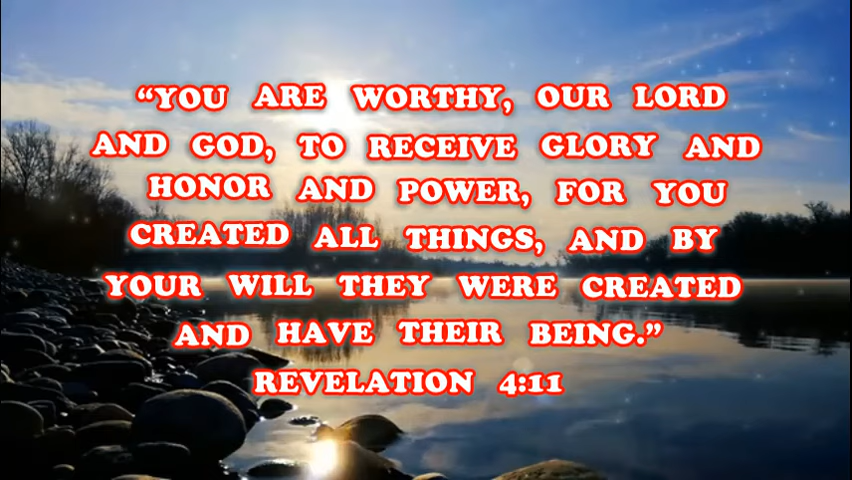 “YOU ARE WORTHY, OUR LORD
AND GOD, TO RECEIVE GLORY AND
HONOR AND POWER, FOR YOU
CREATED ALL THINGS, AND BY
YOUR WILL THEY WERE CREATED
AND HAVE THEIR BEING.”
REVELATION 4:11